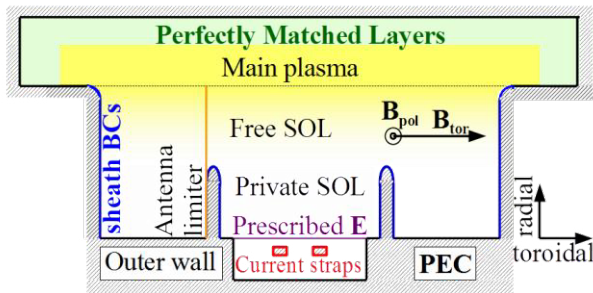 Perfectly Matched Layers
Main plasma
sheath BCs
Antenna
limiter
Free SOL
Bpol Btor
Private SOL
Prescribed E
Outer wall
Current straps
PEC
radial
toroidal